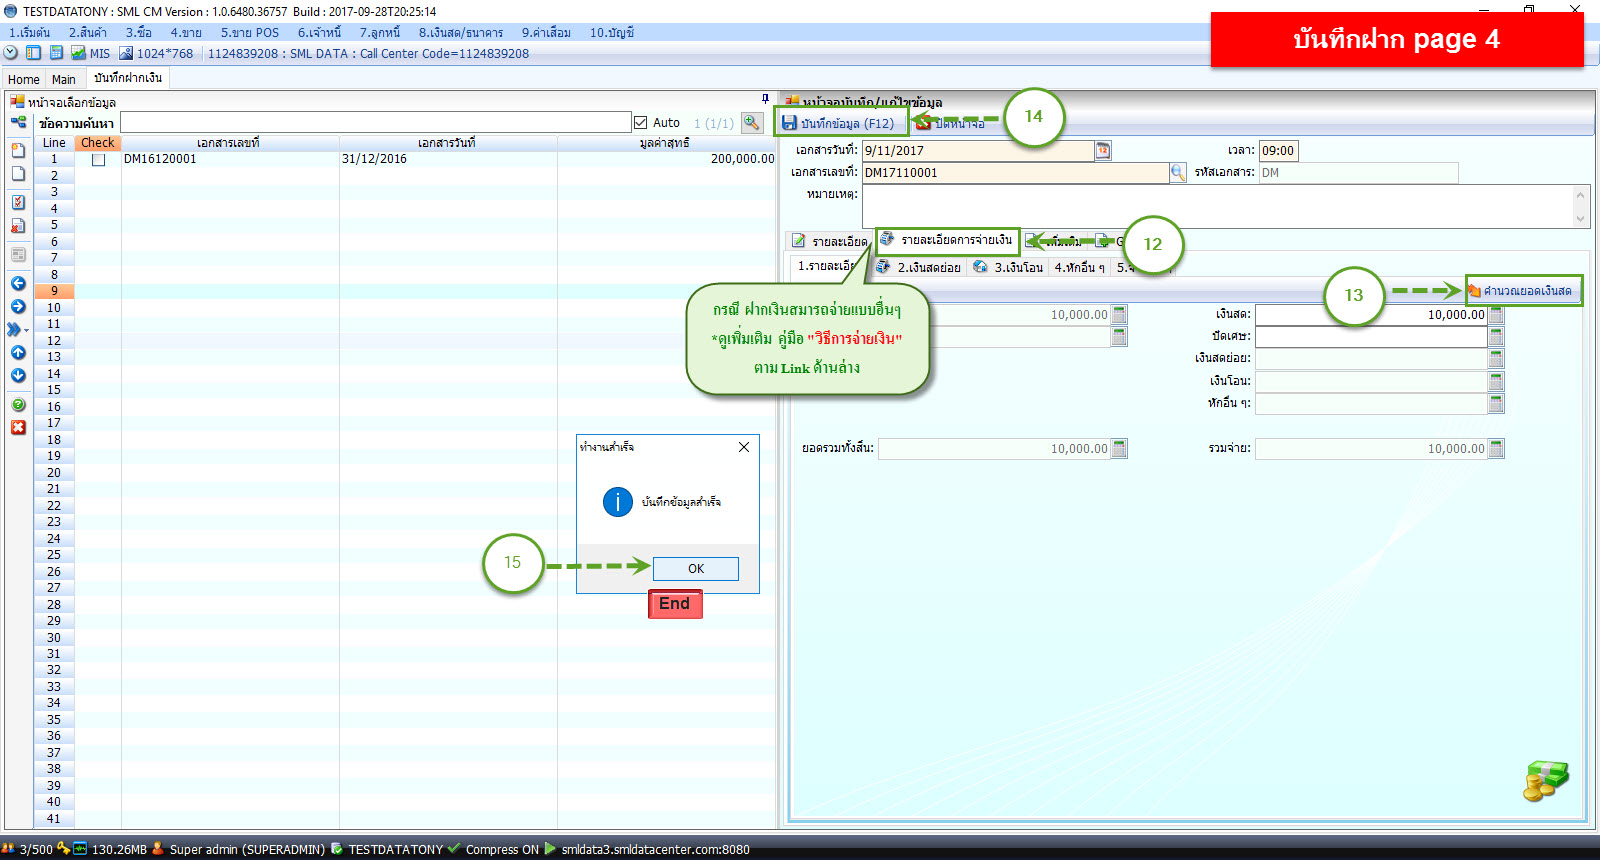 TESTDATATONY : SML CM Version : 1.0.6480.36757 Build : 2017-09-28T20:25:14
บันทึกฝาก page 4
1.เริ่มต้น 2.สินค้า 3.ซื้อ 4.ขาย 5.ขาย POS 6.เจ้าหนี้ 7.ลูกหนี้ 8.เงินสด/ธนาคาร 9.ค่าเสื่อม 10.บัญชี
MIS 1024*768 1124839208 : SML DATA : Call Center Code=1124839208
Home Main บันทึกฝากเงิน
หน้าจอเลือกข้อมูล
ข้อความค้นหา Auto 1 (1/1)
Line Check เอกสารเลขที่ เอกสารวันที่ มูลค่าสุทธิ
1 DM16120001 31/12/2016 200,000.00
2
3
4
5
6
7
8
9
10
11
12
13
14
15
16
17
18
19
20
21
22
23
24
25
26
27
28
29
30
31
32
33
34
35
36
37
38
39
40
41
หน้าจอบันทึก/แก้ไขข้อมูล
บันทึกข้อมูล (F12) ปิดหน้าจอ
14
เอกสารวันที่: 9/11/2017 12 เวลา: 09:00
เอกสารเลขที่: DM17110001 รหัสเอกสาร: DM
หมายเหตุ:
รายละเอียด รายละเอียดการจ่ายเงิน เพิ่มเติม G
12
2.เงินสดย่อย 3.เงินโอน 4.หักอื่น ๆ
13
คำนวณยอดเงินสด
กรณี ฝากเงินสมารถจ่ายแบบอื่นๆ
*ดูเพิ่มเติม คู่มือ "วิธีการจ่ายเงิน"
ตาม Link ด้านล่าง
10,000.00 เงินสด: 10,000.00
ปัดเศษ:
เงินสดย่อย:
เงินโอน:
หักอื่น ๆ:
ยอดรวมทั้งสิ้น: 10,000.00 รวมจ่าย: 10,000.00
ทำงานสำเร็จ
บันทึกข้อมูลสำเร็จ
15
OK
End
3/500 130.26MB Super admin (SUPERADMIN) TESTDATATONY Compress ON smldata3.smldatacenter.com:8080